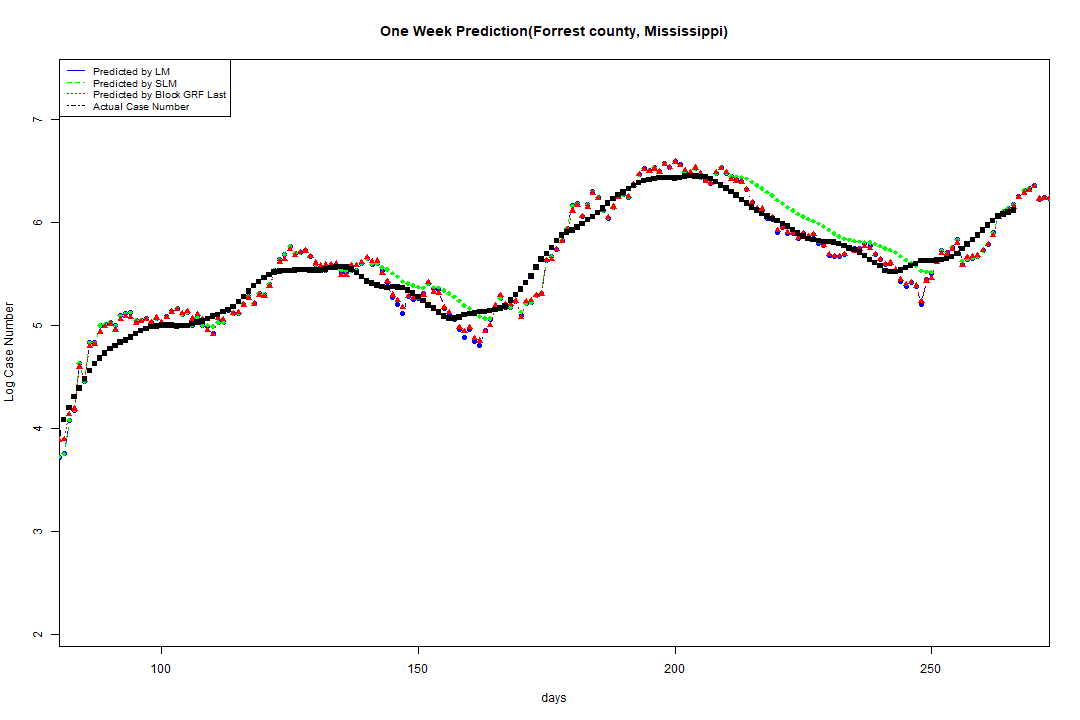 One Week Prediction(Forrest county, Mississippi)
Predicted by LM
Predicted by SLM
Predicted by Block GRF Last
Actual Case Number
7
6
5
4
3
2
Log Case Number
100 150 200 250
days